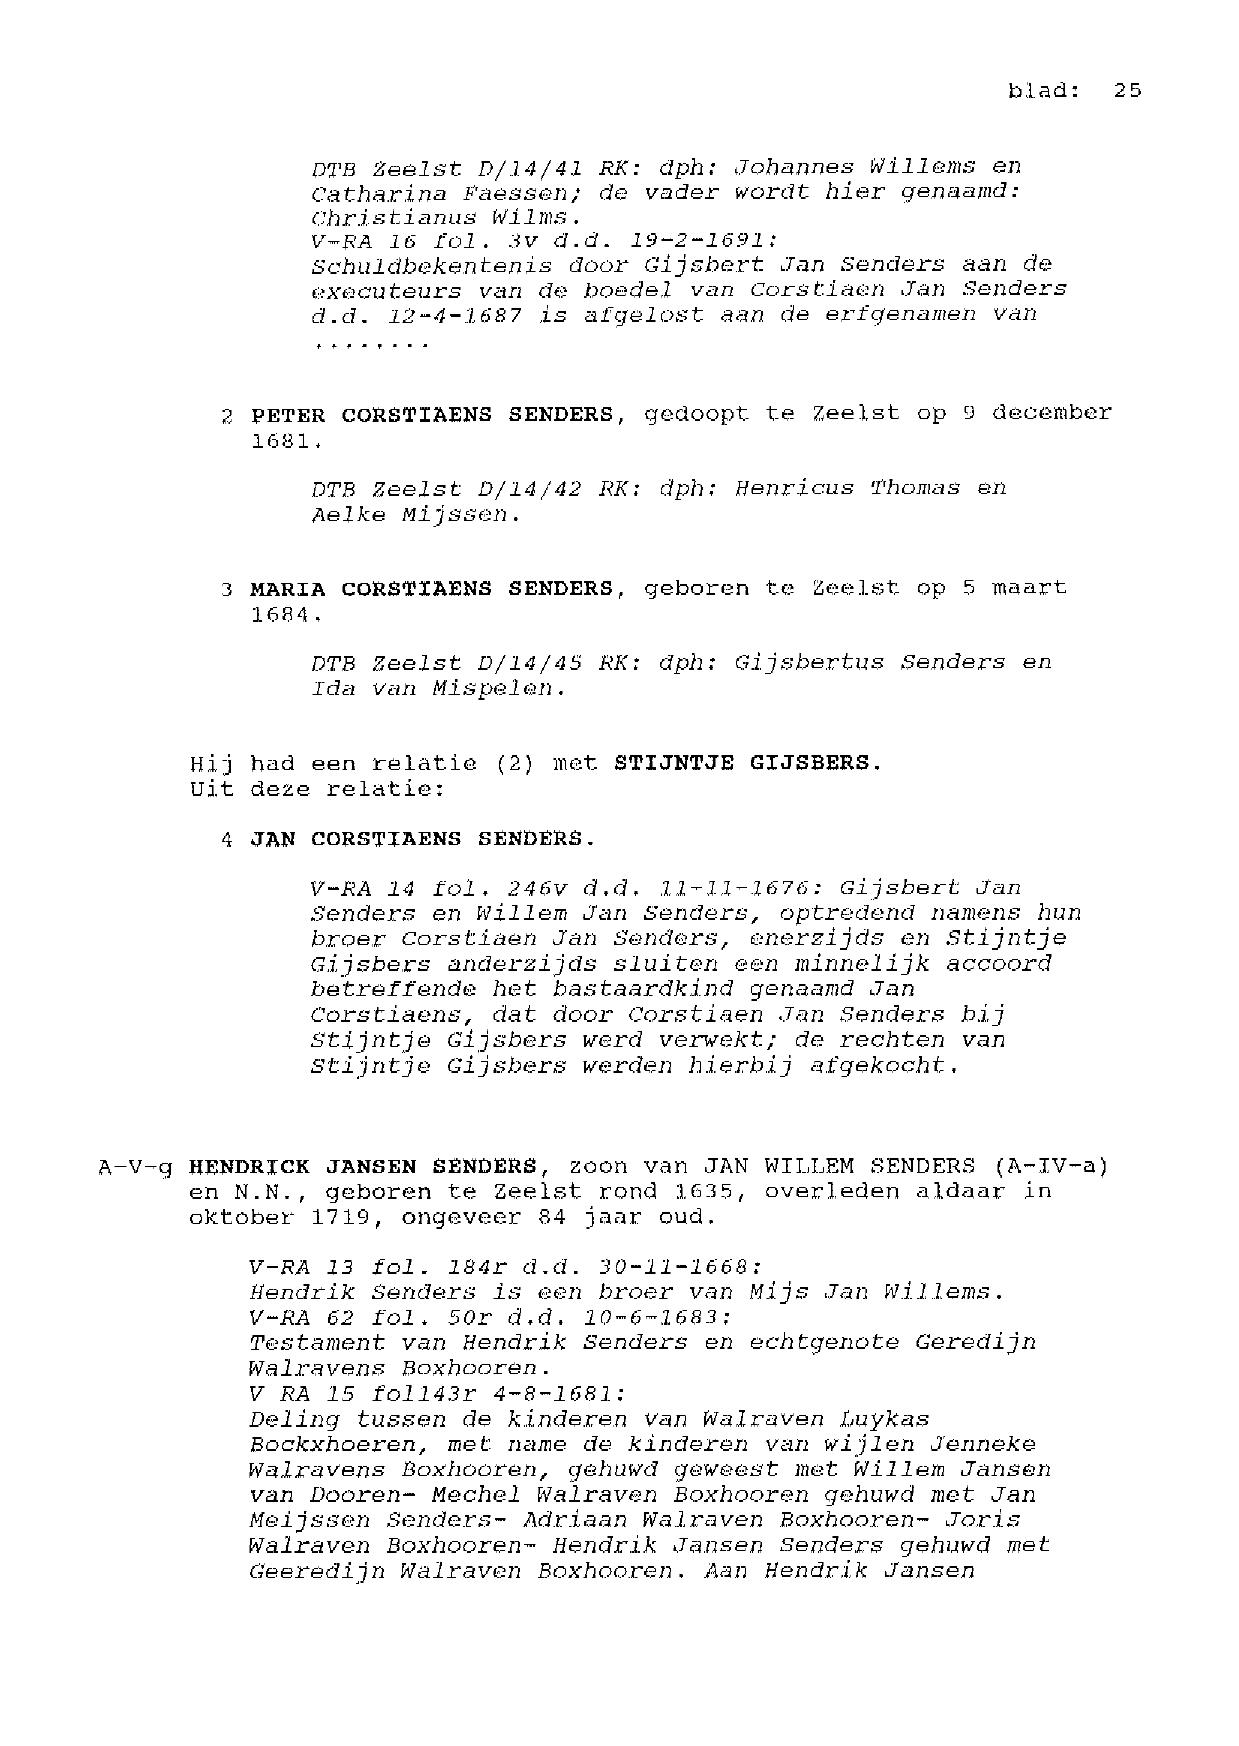 blad: 25
DTB Zeelst D/14/41 RK: dph: Johannes Willems en
Catharina Faessen; de vader wordt hier genaamd:
Christianus Wilms.
V-RA 16 fol. 3v d.d. 19-2-1691:
Schuldbekentenis door Gijsbert Jan Senders aan de
executeurs van de boedel van Corstiaen Jan Senders
d.d. 12-4-1687 is afgelost aan de erfgenamen van
........
2 PETER CORSTIAENS SENDERS, gedoopt te Zeelst op 9 december
1681.
DTB Zeelst D/14/42 RK: dph: Henricus Thomas en
Aelke Mijssen.
3 MARIA CORSTIAENS SENDERS, geboren te Zeelst op 5 maart
1684.
DTB Zeelst D/14/45 RK: dph: Gijsbertus Senders en
Ida van Mispelen.
Hij had een relatie (2) met STIJNTJE GIJSBERS.
Uit deze relatie:
4 JAN CORSTIAENS SENDERS.
V-RA 14 fol. 246v d.d. 11-11-1676: Gijsbert Jan
Senders en Willem Jan Senders, optredend namens hun
broer Corstiaen Jan Senders, enerzijds en Stijntje
Gijsbers anderzijds sluiten een minnelijk accoord
betreffende het bastaardkind genaamd Jan
Corstiaens, dat door Corstiaen Jan Senders bij
Stijntje Gijsbers werd verwekt; de rechten van
Stijntje Gijsbers werden hierbij afgekocht.
A-V-g HENDRICK JANSEN SENDERS, zoon van JAN WILLEM SENDERS (A-IV-a)
en N.N., geboren te Zeelst rond 1635, overleden aldaar in
oktober 1719, ongeveer 84 jaar oud.
V-RA 13 fol. 184r d.d. 30-11-1668:
Hendrik Senders is een broer van Mijs Jan Willems.
V-RA 62 fol. 50r d.d. 10-6-1683:
Testament van Hendrik Senders en echtgenote Geredijn
Walravens Boxhooren.
V RA 15 fol143r 4-8-1681:
Deling tussen de kinderen van Walraven Luykas
Bockxhoeren, met name de kinderen van wijlen Jenneke
Walravens Boxhooren, gehuwd geweest met Willem Jansen
van Dooren- Mechel Walraven Boxhooren gehuwd met Jan
Meijssen Senders- Adriaan Walraven Boxhooren- Joris
Walraven Boxhooren- Hendrik Jansen Senders gehuwd met
Geeredijn Walraven Boxhooren. Aan Hendrik Jansen